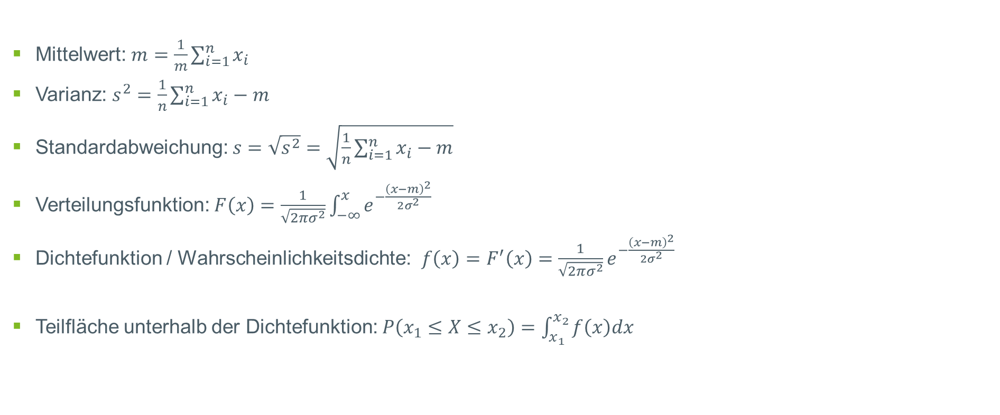 ▪ Mittelwert: $m = \frac{1}{m} \sum_{i=1}^{n} x_i$
▪ Varianz: $s^2 = \frac{1}{n} \sum_{i=1}^{n} x_i - m$
▪ Standardabweichung: $s = \sqrt{s^2} = \sqrt{\frac{1}{n} \sum_{i=1}^{n} x_i - m}$
▪ Verteilungsfunktion: $F(x) = \frac{1}{\sqrt{2\pi\sigma^2}} \int_{-\infty}^{x} e^{-\frac{(x-m)^2}{2\sigma^2}}$
▪ Dichtefunktion / Wahrscheinlichkeitsdichte: $f(x) = F'(x) = \frac{1}{\sqrt{2\pi\sigma^2}} e^{-\frac{(x-m)^2}{2\sigma^2}}$
▪ Teilfläche unterhalb der Dichtefunktion: $P(x_1 \leq X \leq x_2) = \int_{x_1}^{x_2} f(x)dx$